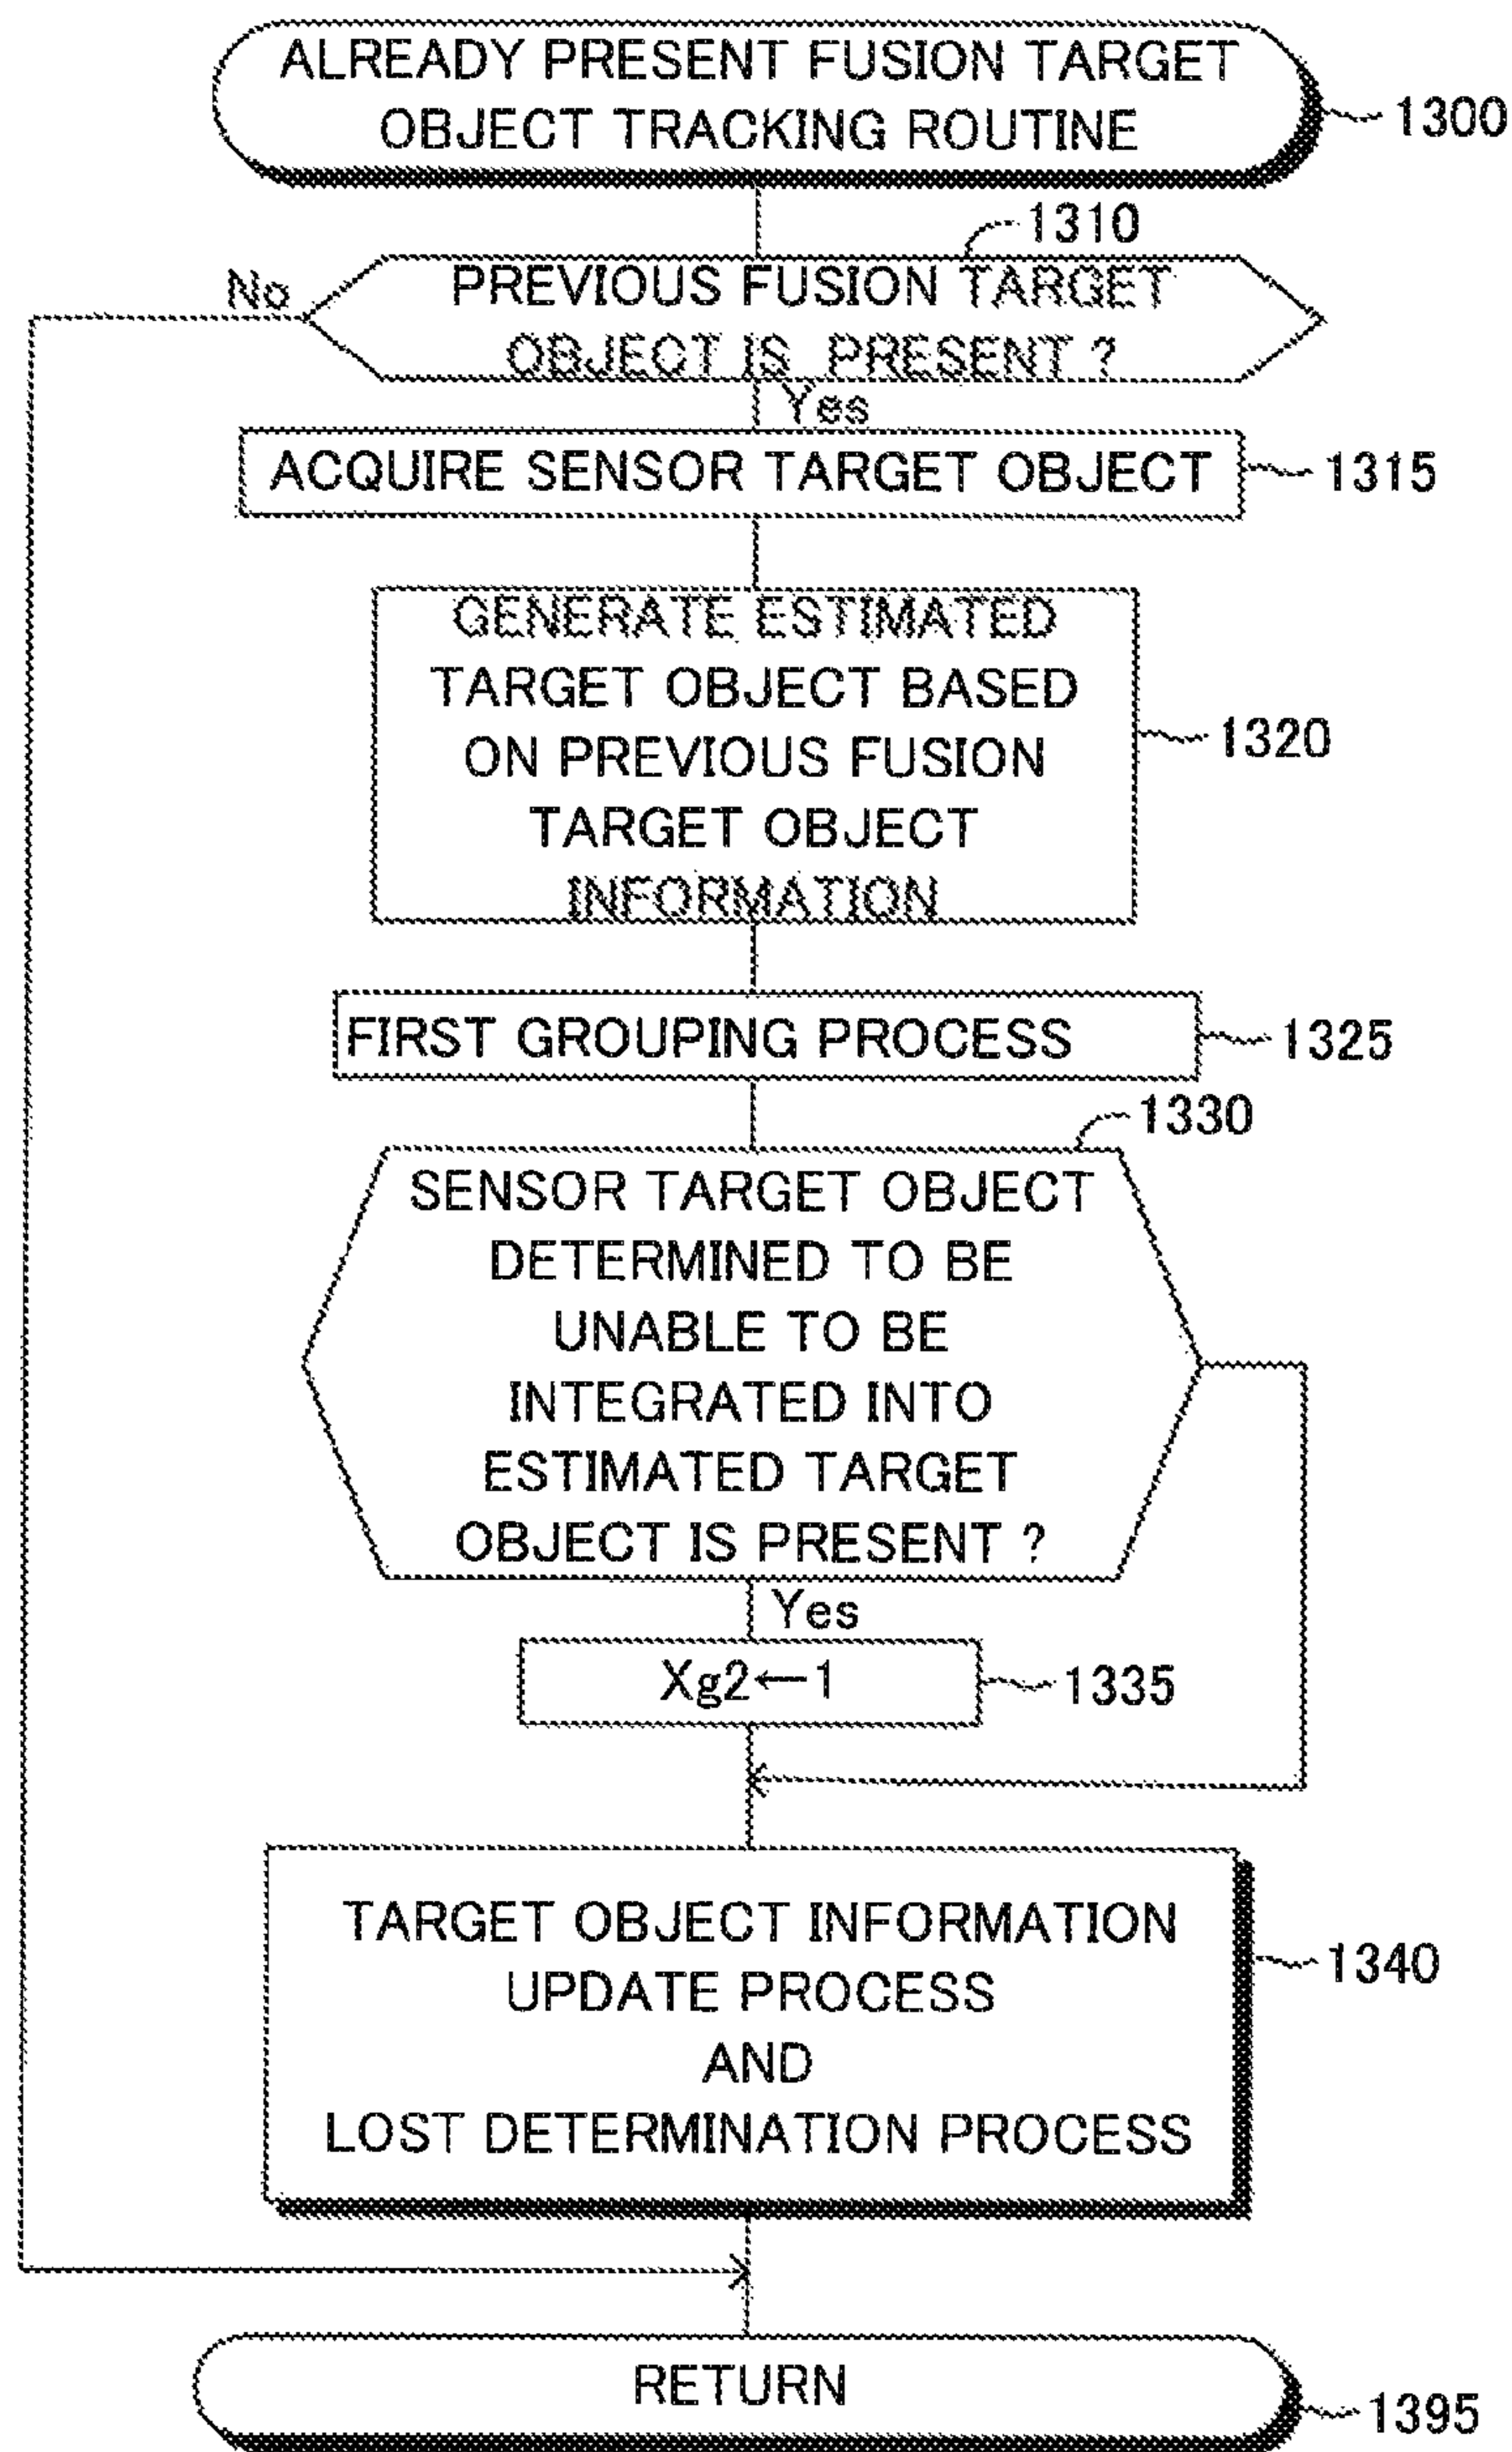 ALREADY PRESENT FUSION TARGET
OBJECT TRACKING ROUTINE
1300
1310
No
PREVIOUS FUSION TARGET
OBJECT IS PRESENT ?
Yes
ACQUIRE SENSOR TARGET OBJECT
1315
GENERATE ESTIMATED
TARGET OBJECT BASED
ON PREVIOUS FUSION
TARGET OBJECT
INFORMATION
1320
FIRST GROUPING PROCESS
1325
1330
SENSOR TARGET OBJECT
DETERMINED TO BE
UNABLE TO BE
INTEGRATED INTO
ESTIMATED TARGET
OBJECT IS PRESENT ?
Yes
Xg2←1
1335
TARGET OBJECT INFORMATION
UPDATE PROCESS
AND
LOST DETERMINATION PROCESS
1340
RETURN
1395